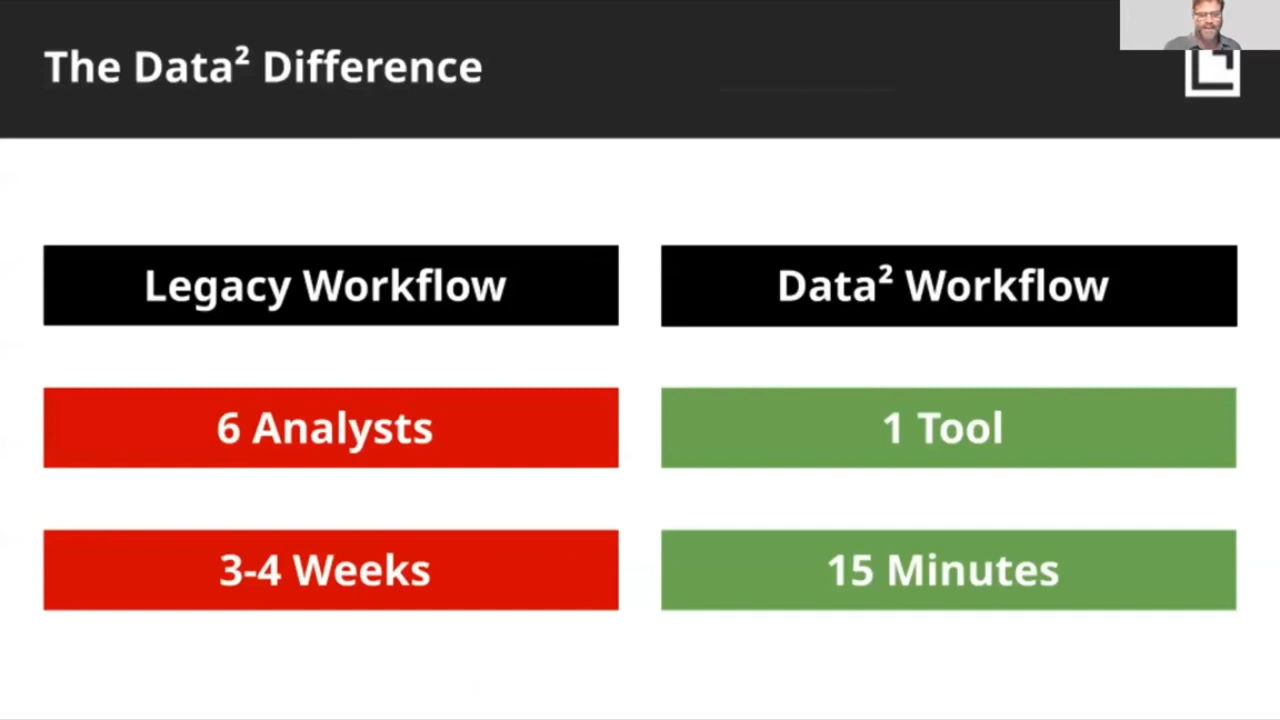 The Data² Difference
Legacy Workflow
Data² Workflow
6 Analysts
1 Tool
3-4 Weeks
15 Minutes